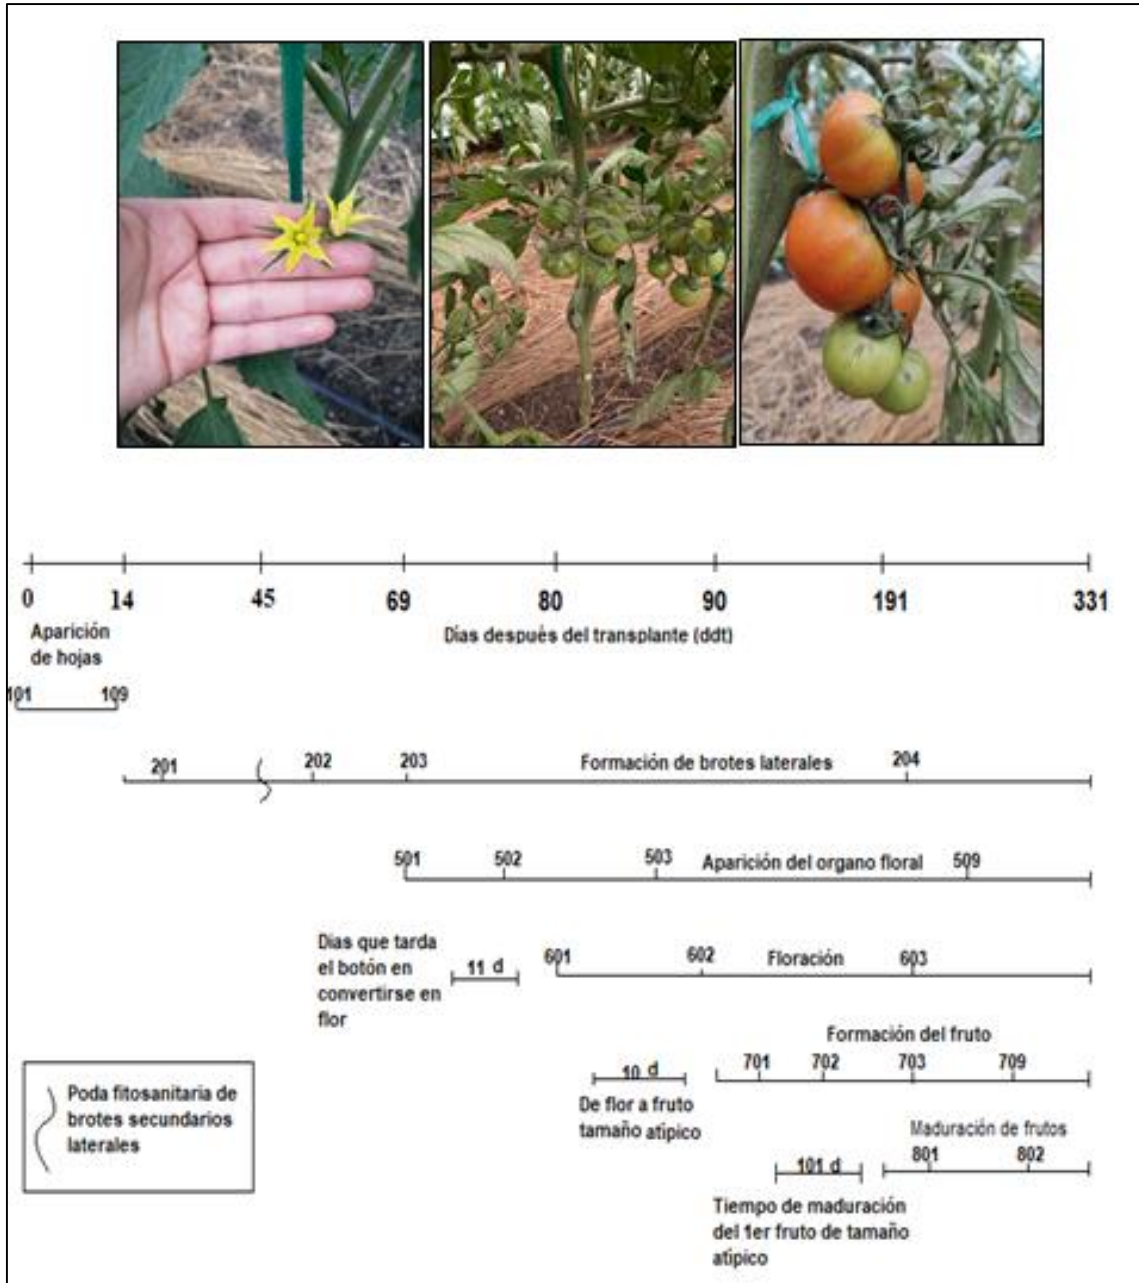 0 14 45 69 80 90 191 331
Aparición
de hojas
Días después del transplante (ddt)
101 109
201 202 203 Formación de brotes laterales 204
501 502 503 Aparición del organo floral 509
Dias que tarda
el botón en
convertirse en
flor
11 d
601 602 Floración 603
Formación del fruto
701 702 703 709
10 d
De flor a fruto
tamaño atípico
Maduración de frutos
801 802
101 d
Tiempo de maduración
del 1er fruto de tamaño
atípico
Poda fitosanitaria de
brotes secundarios
laterales